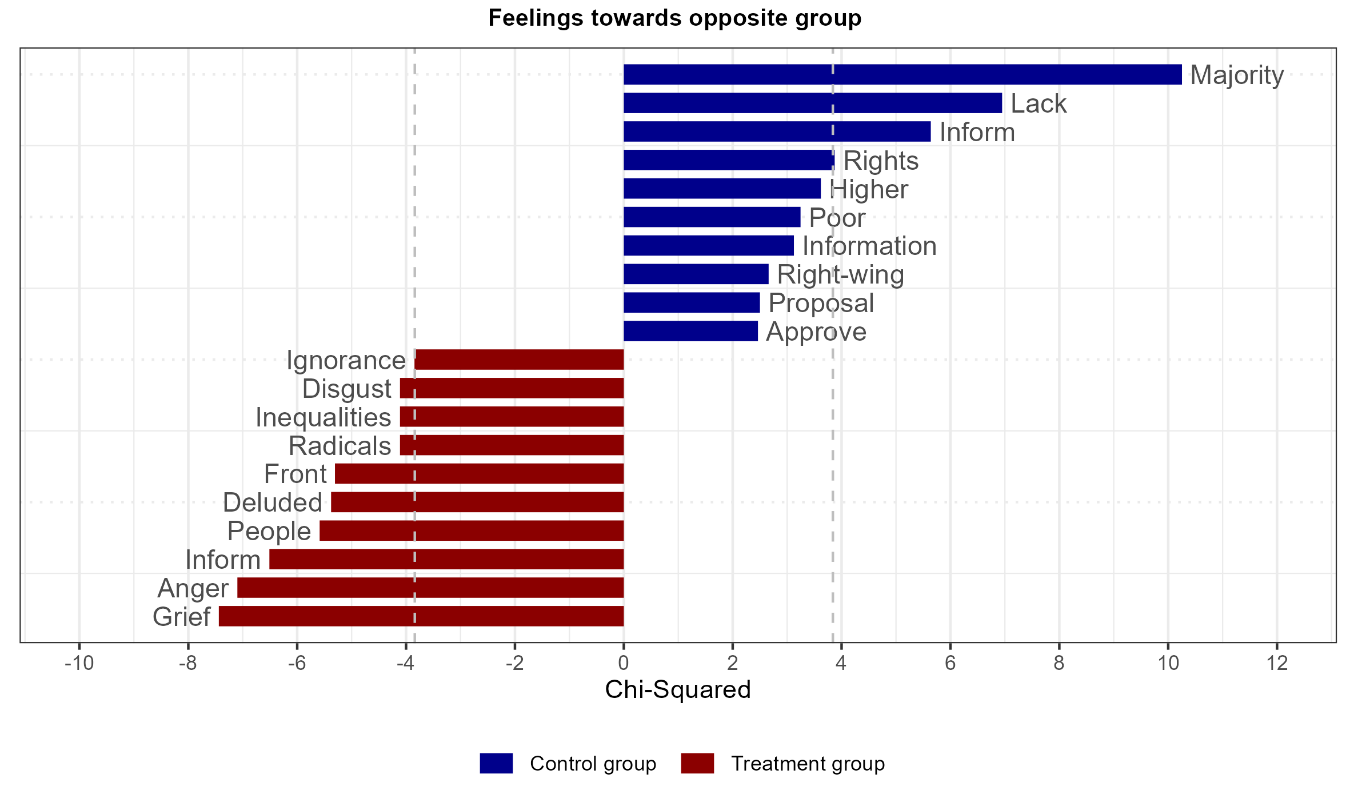 Feelings towards opposite group
Majority
Lack
Inform
Rights
Higher
Poor
Information
Right-wing
Proposal
Approve
Ignorance
Disgust
Inequalities
Radicals
Front
Deluded
People
Inform
Anger
Grief
-10 -8 -6 -4 -2 0 2 4 6 8 10 12
Chi-Squared
Control group Treatment group